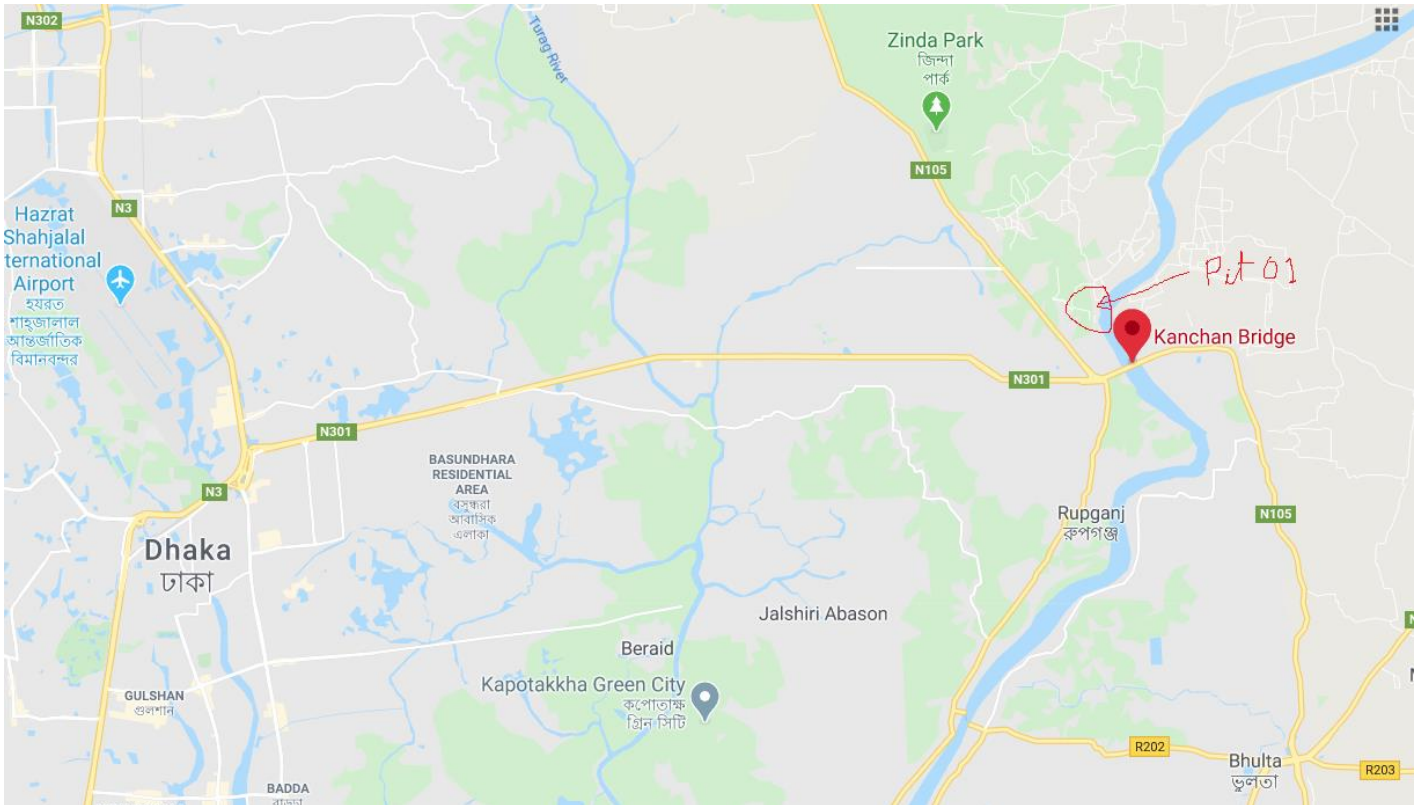 N302
Turag River
Zinda Park
জিন্দা
পার্ক
N105
N3
Hazrat
Shahjalal
ternational
Airport
হযরত
শাহজালাল
আন্তর্জাতিক
বিমানবন্দর
Pit 01
Kanchan Bridge
N301
N301
BASUNDHARA
RESIDENTIAL
AREA
বসুন্ধরা
আবাসিক
এলাকা
N3
Rupganj
রুপগঞ্জ
N105
Dhaka
ঢাকা
Jalshiri Abason
Beraid
Kapotakkha Green City
কপোতাক্ষ
গ্রিন সিটি
GULSHAN
গুলশান
R202
Bhulta
ভুলতা
R203
BADDA